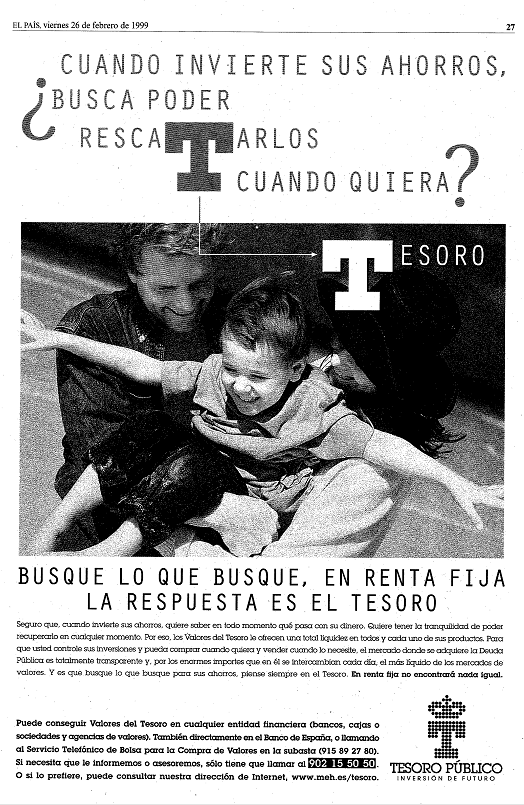 EL PAÍS, viernes 26 de febrero de 1999
27
¿CUANDO INVIERTE SUS AHORROS,
BUSCA PODER
RESCATARLOS
CUANDO QUIERA?
TESORO
BUSQUE LO QUE BUSQUE, EN RENTA FIJA
LA RESPUESTA ES EL TESORO
Seguro que, cuando invierte sus ahorros, quiere saber en todo momento qué pasa con su dinero. Quiere tener la tranquilidad de poder
recuperarlo en cualquier momento. Por eso, los Valores del Tesoro le ofrecen una total liquidez en todos y cada uno de sus productos. Para
que usted controle sus inversiones y pueda comprar cuando quiera y vender cuando lo necesite, el mercado donde se adquiere la Deuda
Pública es totalmente transparente y, por los enormes importes que en él se intercambian cada día, el más líquido de los mercados de
valores. Y es que busque lo que busque para sus ahorros, piense siempre en el Tesoro. En renta fija no encontrará nada igual.
Puede conseguir Valores del Tesoro en cualquier entidad financiera (bancos, cajas o
sociedades y agencias de valores). También directamente en el Banco de España, o llamando
al Servicio Telefónico de Bolsa para la Compra de Valores en la subasta (915 89 27 80).
Si necesita que le informemos o asesoremos, sólo tiene que llamar al 902 15 50 50.
O si lo prefiere, puede consultar nuestra dirección de Internet, www.meh.es/tesoro.
T
TESORO PÚBLICO
INVERSIÓN DE FUTURO